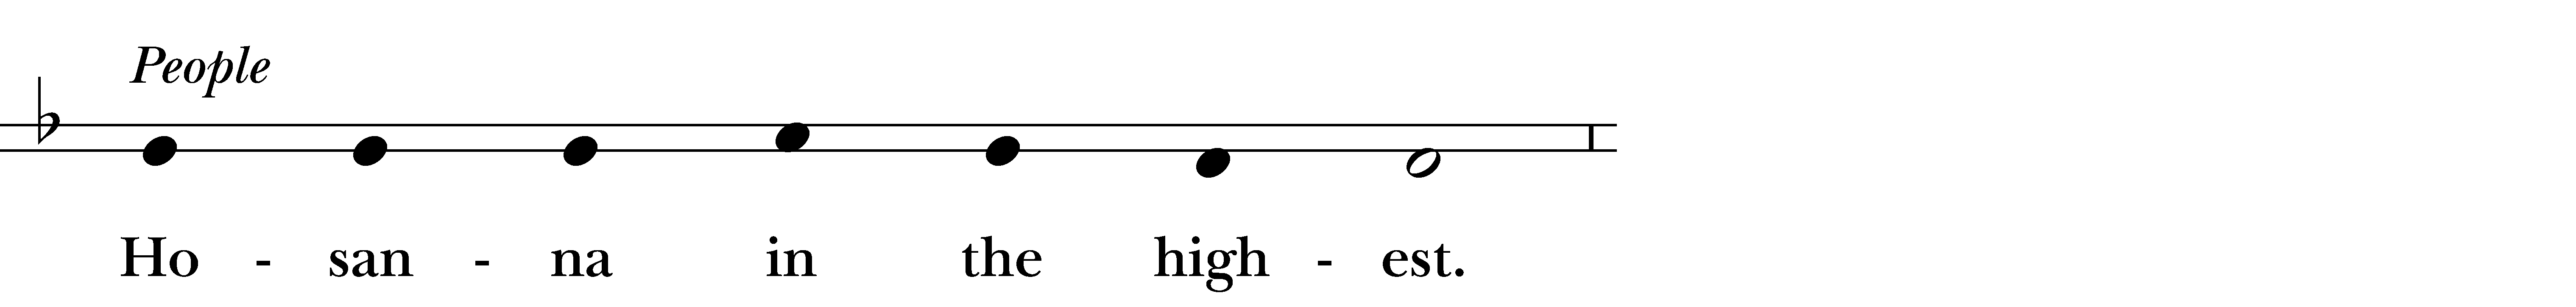 People
Ho - san - na in the high - est.